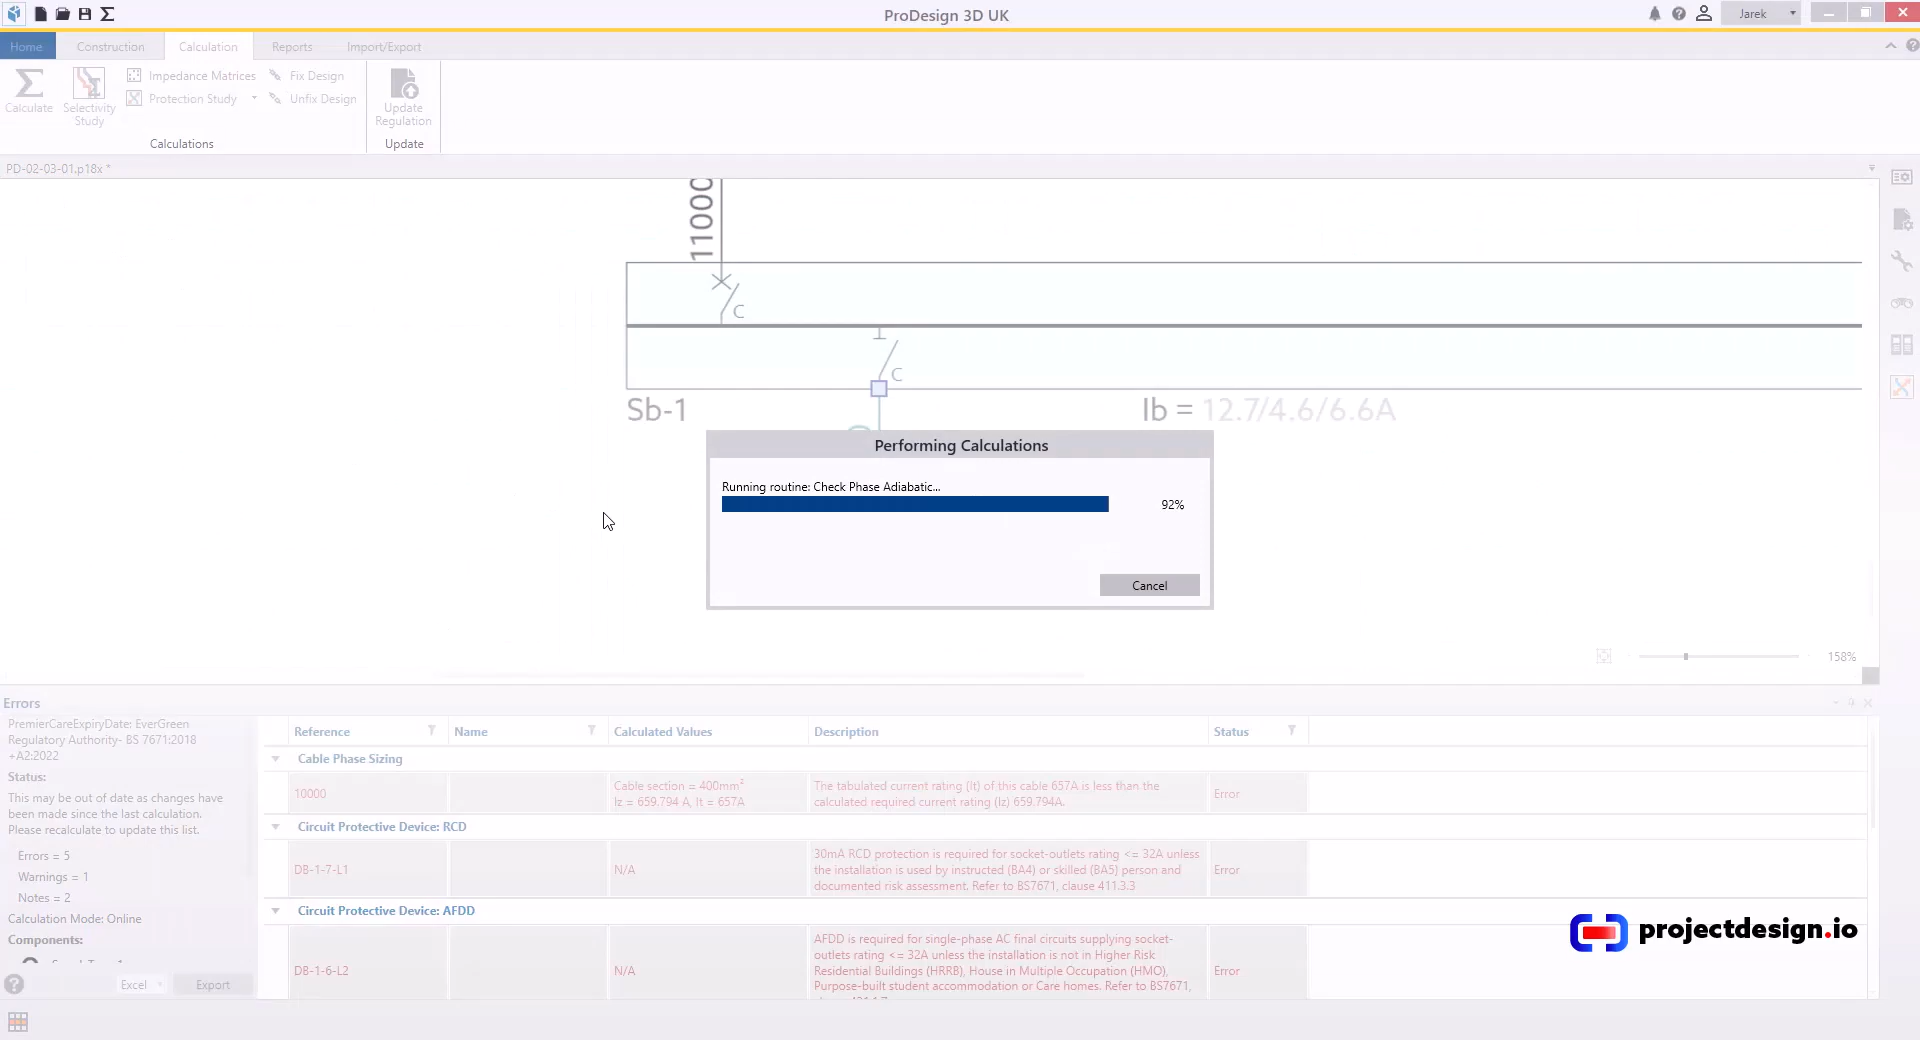 ProDesign 3D UK
Jarek
Home
Construction
Calculation
Reports
Import/Export
Calculate
Selectivity
Study
Impedance Matrices
Protection Study
Fix Design
Unfix Design
Update
Regulation
Calculations
Update
PD-02-03-01.p18x *
11000
C
C
Sb-1
Ib = 12.7/4.6/6.6A
Performing Calculations
Running routine: Check Phase Adiabatic...
92%
Cancel
158%
Errors
PremierCareExpiryDate: EverGreen
Regulatory Authority- BS 7671:2018
+A2:2022
Status:
This may be out of date as changes have
been made since the last calculation.
Please recalculate to update this list.
Errors = 5
Warnings = 1
Notes = 2
Calculation Mode: Online
Components:
Excel
Export
Reference
Name
Calculated Values
Description
Status
Cable Phase Sizing
10000
Cable section = 400mm²
Iz = 659.794 A, It = 657A
The tabulated current rating (It) of this cable 657A is less than the
calculated required current rating (Iz) 659.794A.
Error
Circuit Protective Device: RCD
DB-1-7-L1
N/A
30mA RCD protection is required for socket-outlets rating <= 32A unless
the installation is used by instructed (BA4) or skilled (BA5) person and
documented risk assessment. Refer to BS7671, clause 411.3.3
Error
Circuit Protective Device: AFDD
DB-1-6-L2
N/A
AFDD is required for single-phase AC final circuits supplying socket-
outlets rating <= 32A unless the installation is not in Higher Risk
Residential Buildings (HRRB), House in Multiple Occupation (HMO),
Purpose-built student accommodation or Care homes. Refer to BS7671,
Error
projectdesign.io